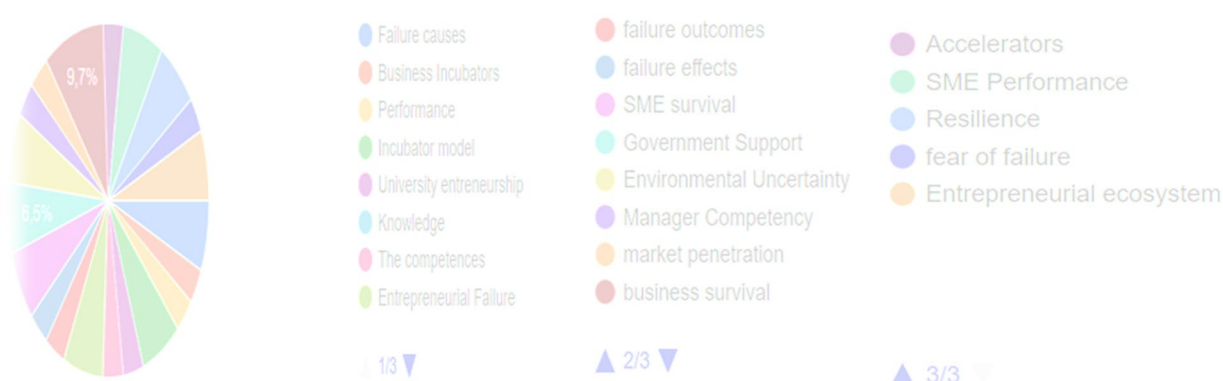 9,7%
6.5%
Failure causes
Business Incubators
Performance
Incubator model
University entreneurship
Knowledge
The competences
Entrepreneurial Failure
1/3
failure outcomes
failure effects
SME survival
Government Support
Environmental Uncertainty
Manager Competency
market penetration
business survival
2/3
Accelerators
SME Performance
Resilience
fear of failure
Entrepreneurial ecosystem
3/3